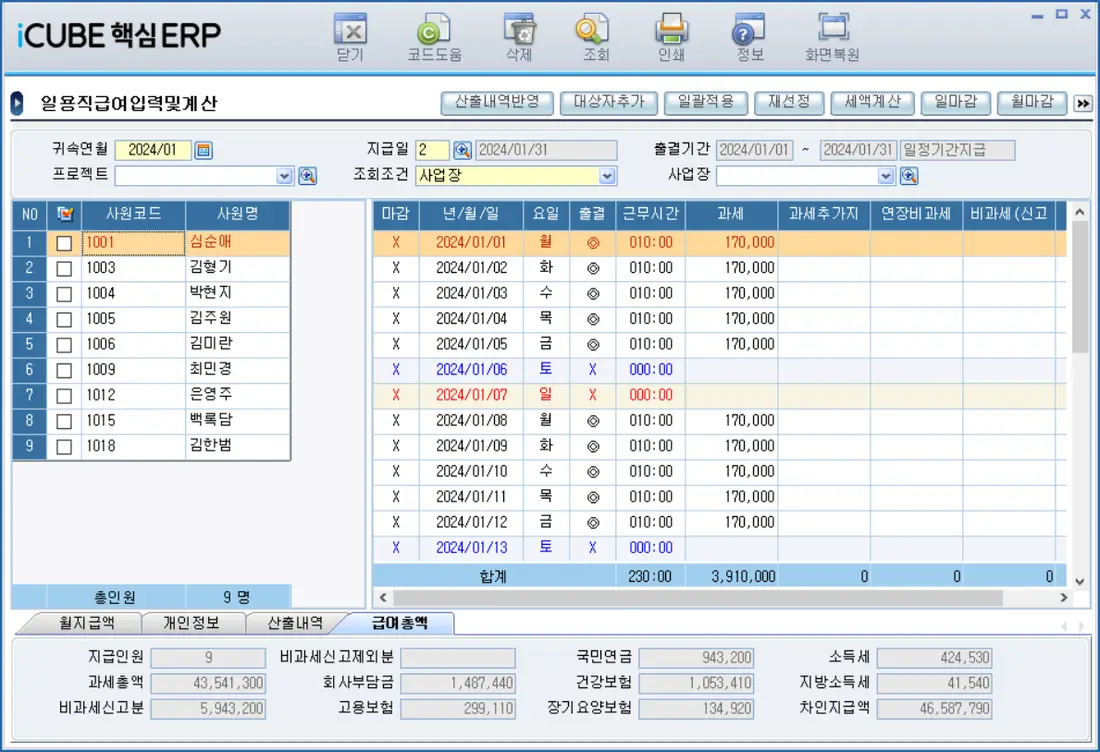 iCUBE 핵심ERP
닫기 코드도움 삭제 조회 인쇄 정보 화면복원
일용직급여입력및계산 산출내역반영 대상자추가 일괄적용 재선정 세액계산 일마감 월마감
귀속연월 2024/01 지급일 2 2024/01/31 출결기간 2024/01/01 ~ 2024/01/31 일정기간지급
프로젝트 조회조건 사업장 사업장
NO 사원코드 사원명 마감 년/월/일 요일 출결 근무시간 과세 과세추가지 연장비과세 비과세(신고
1 1001 심순애 X 2024/01/01 월 ◎ 010:00 170,000
2 1003 김형기 X 2024/01/02 화 ◎ 010:00 170,000
3 1004 박현지 X 2024/01/03 수 ◎ 010:00 170,000
4 1005 김주원 X 2024/01/04 목 ◎ 010:00 170,000
5 1006 김미란 X 2024/01/05 금 ◎ 010:00 170,000
6 1009 최민경 X 2024/01/06 토 X 000:00
7 1012 은영주 X 2024/01/07 일 X 000:00
8 1015 백록담 X 2024/01/08 월 ◎ 010:00 170,000
9 1018 김한범 X 2024/01/09 화 ◎ 010:00 170,000
X 2024/01/10 수 ◎ 010:00 170,000
X 2024/01/11 목 ◎ 010:00 170,000
X 2024/01/12 금 ◎ 010:00 170,000
X 2024/01/13 토 X 000:00
합계 230:00 3,910,000 0 0 0
총인원 9 명
월지급액 개인정보 산출내역 급여총액
지급인원 9 비과세신고제외분 국민연금 943,200 소득세 424,530
과세총액 43,541,300 회사부담금 1,487,440 건강보험 1,053,410 지방소득세 41,540
비과세신고분 5,943,200 고용보험 299,110 장기요양보험 134,920 차인지급액 46,587,790